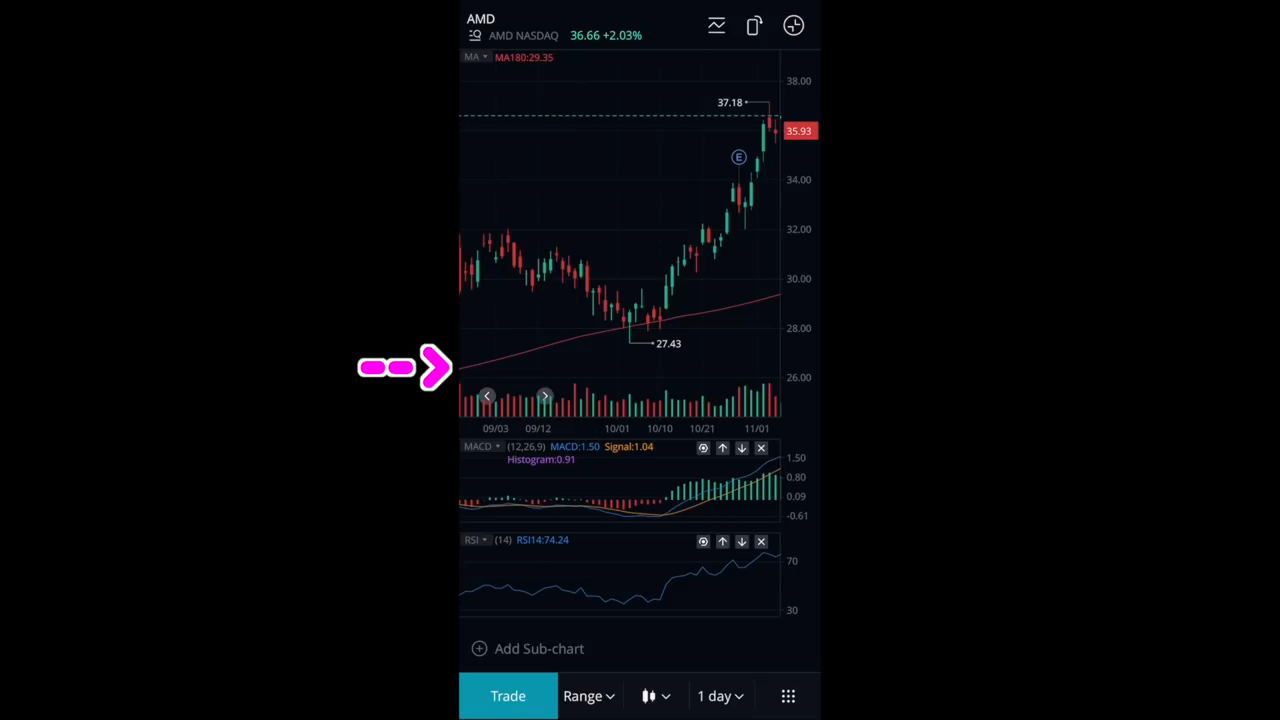 AMD
AMD NASDAQ 36.66 +2.03%
MA MA180:29.35
38.00
37.18
35.93
E
34.00
32.00
30.00
28.00
27.43
26.00
09/03 09/12 10/01 10/10 10/21 11/01
MACD (12,26,9) MACD:1.50 Signal:1.04
Histogram:0.91
1.50
0.80
0.09
-0.61
RSI (14) RSI14:74.24
70
30
Add Sub-chart
Trade Range 1 day